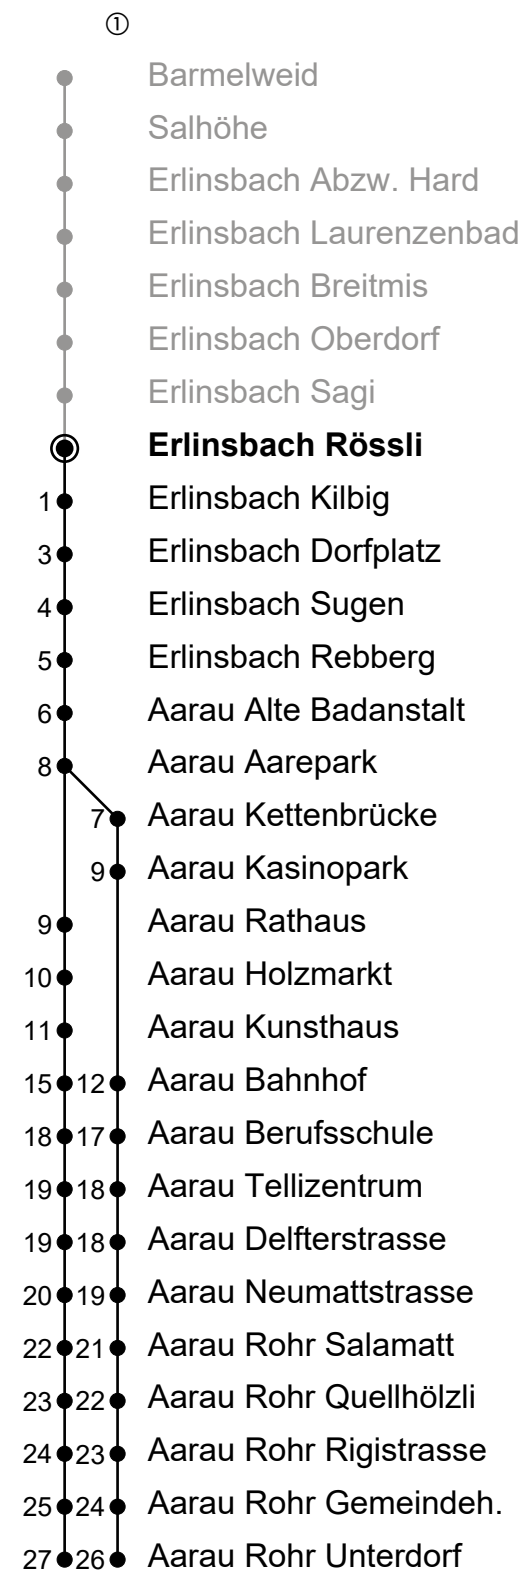 ①
Barmelweid
Salhöhe
Erlinsbach Abzw. Hard
Erlinsbach Laurenzenbad
Erlinsbach Breitmis
Erlinsbach Oberdorf
Erlinsbach Sagi
Erlinsbach Rössli
1 Erlinsbach Kilbig
3 Erlinsbach Dorfplatz
4 Erlinsbach Sugen
5 Erlinsbach Rebberg
6 Aarau Alte Badanstalt
8 Aarau Aarepark
7 Aarau Kettenbrücke
9 Aarau Kasinopark
9 Aarau Rathaus
10 Aarau Holzmarkt
11 Aarau Kunsthaus
15 12 Aarau Bahnhof
18 17 Aarau Berufsschule
19 18 Aarau Tellizentrum
19 18 Aarau Delfterstrasse
20 19 Aarau Neumattstrasse
22 21 Aarau Rohr Salamatt
23 22 Aarau Rohr Quellhölzli
24 23 Aarau Rohr Rigistrasse
25 24 Aarau Rohr Gemeindeh.
27 26 Aarau Rohr Unterdorf